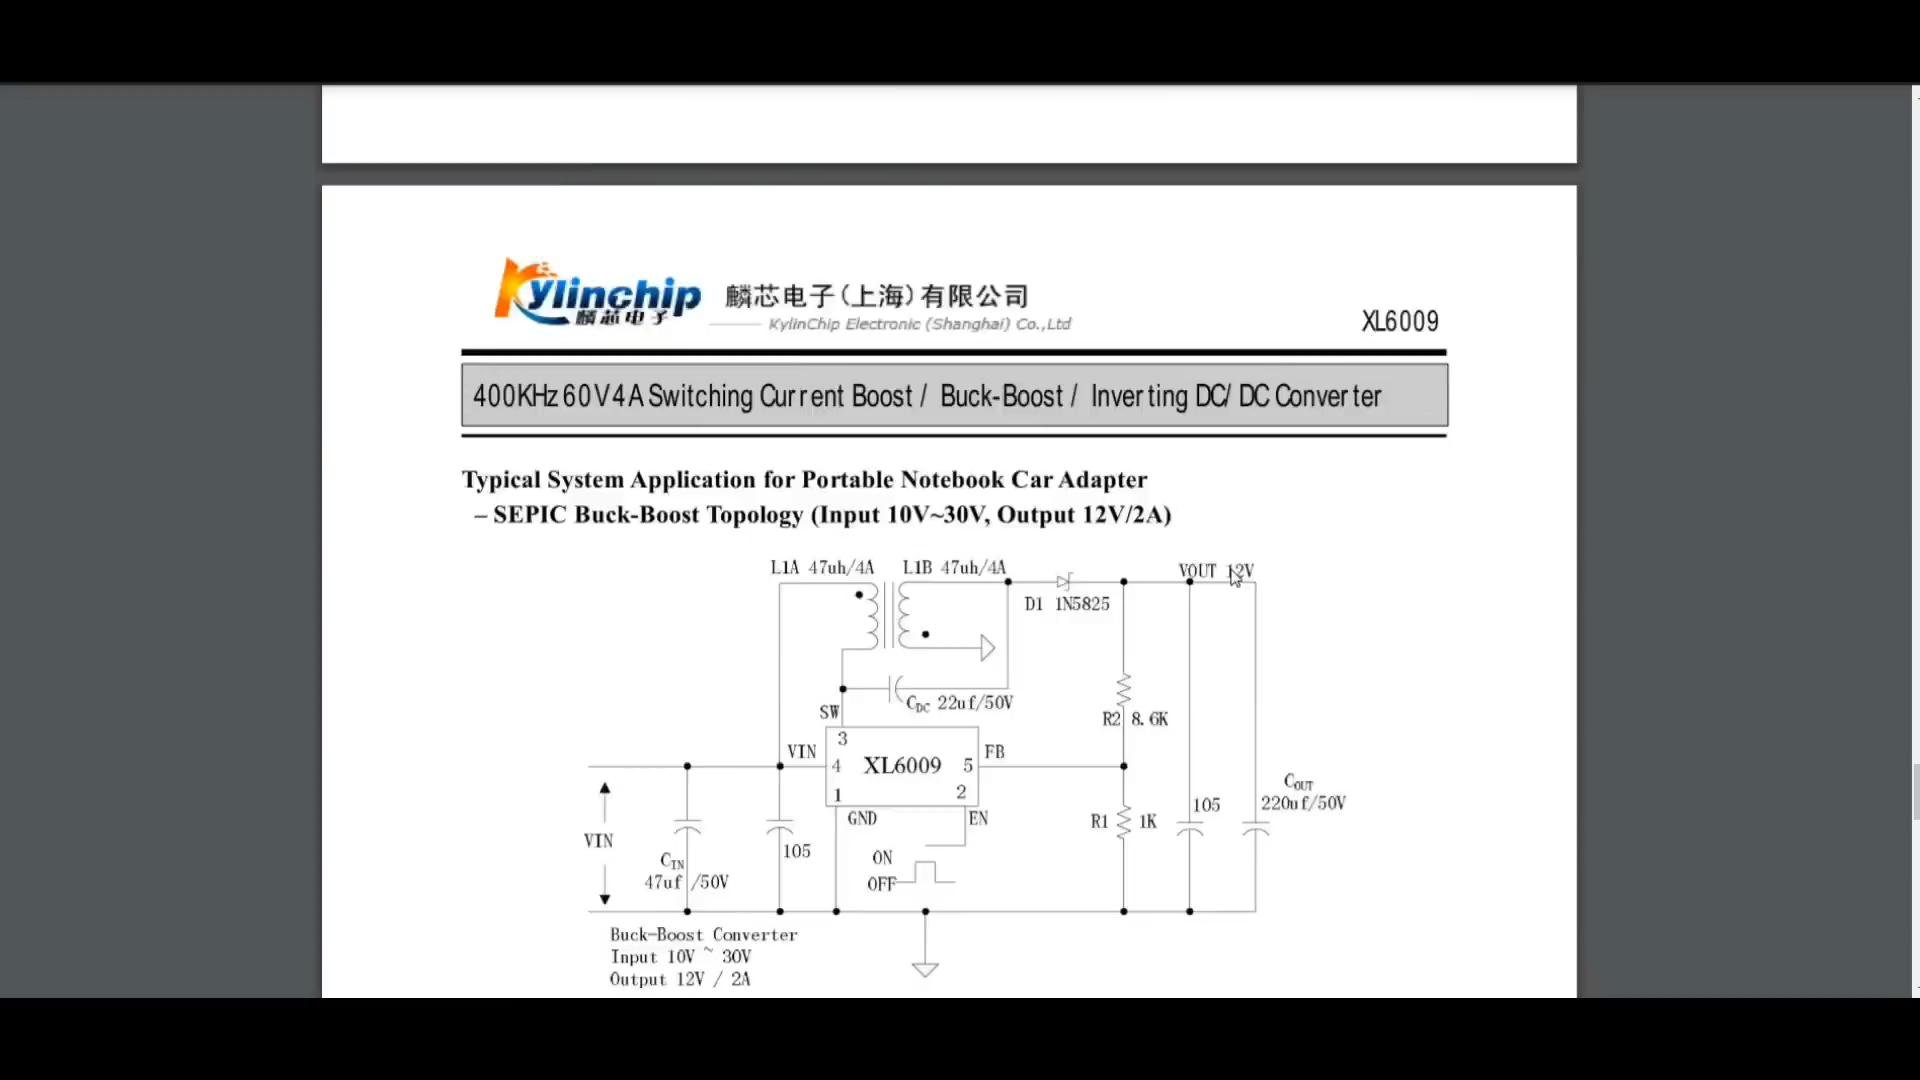 Kylinchip
麟芯电子
麟芯电子(上海)有限公司
KylinChip Electronic (Shanghai) Co.,Ltd
XL6009
400KHz 60V 4A Switching Current Boost / Buck-Boost / Inverting DC/DC Converter
Typical System Application for Portable Notebook Car Adapter
– SEPIC Buck-Boost Topology (Input 10V~30V, Output 12V/2A)
L1A 47uh/4A L1B 47uh/4A
VOUT 12V
D1 1N5825
CDC 22uf/50V
SW
R2 8.6K
3
VIN
FB
4 XL6009 5
1 2
GND EN
COUT
220uf/50V
105
R1 1K
VIN
105
CIN
47uf /50V
ON
OFF
Buck-Boost Converter
Input 10V ~ 30V
Output 12V / 2A